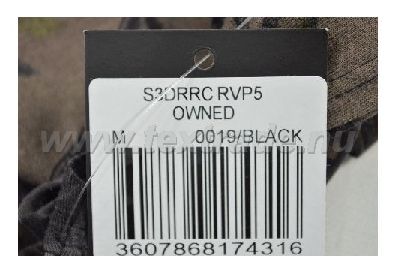 S3DRRC RVP5
OWNED
M 0019/BLACK
3607868174316